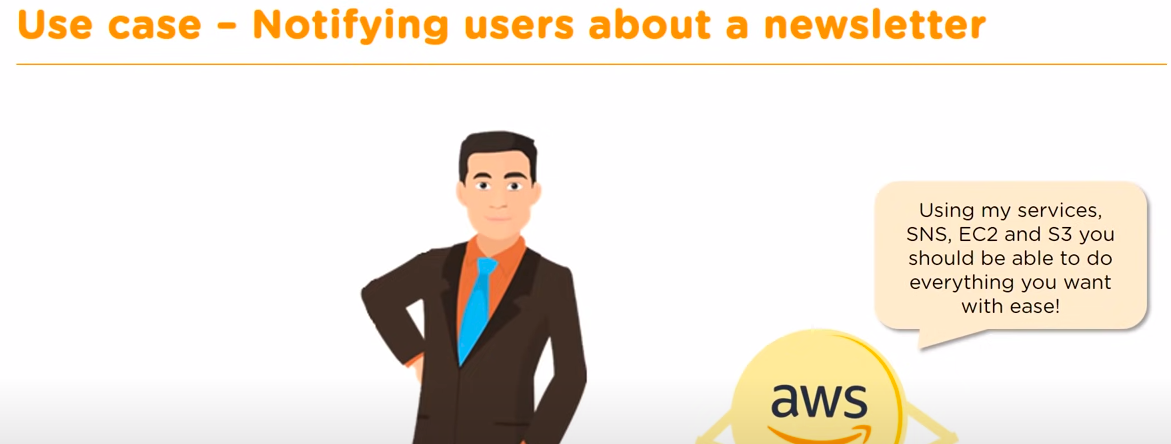 Use case – Notifying users about a newsletter
Using my services,
SNS, EC2 and S3 you
should be able to do
everything you want
with ease!
aws